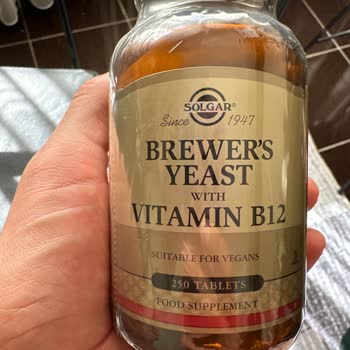 SOLGAR®
Since 1947
BREWER'S
YEAST
WITH
VITAMIN B12
SUITABLE FOR VEGANS
250 TABLETS
FOOD SUPPLEMENT